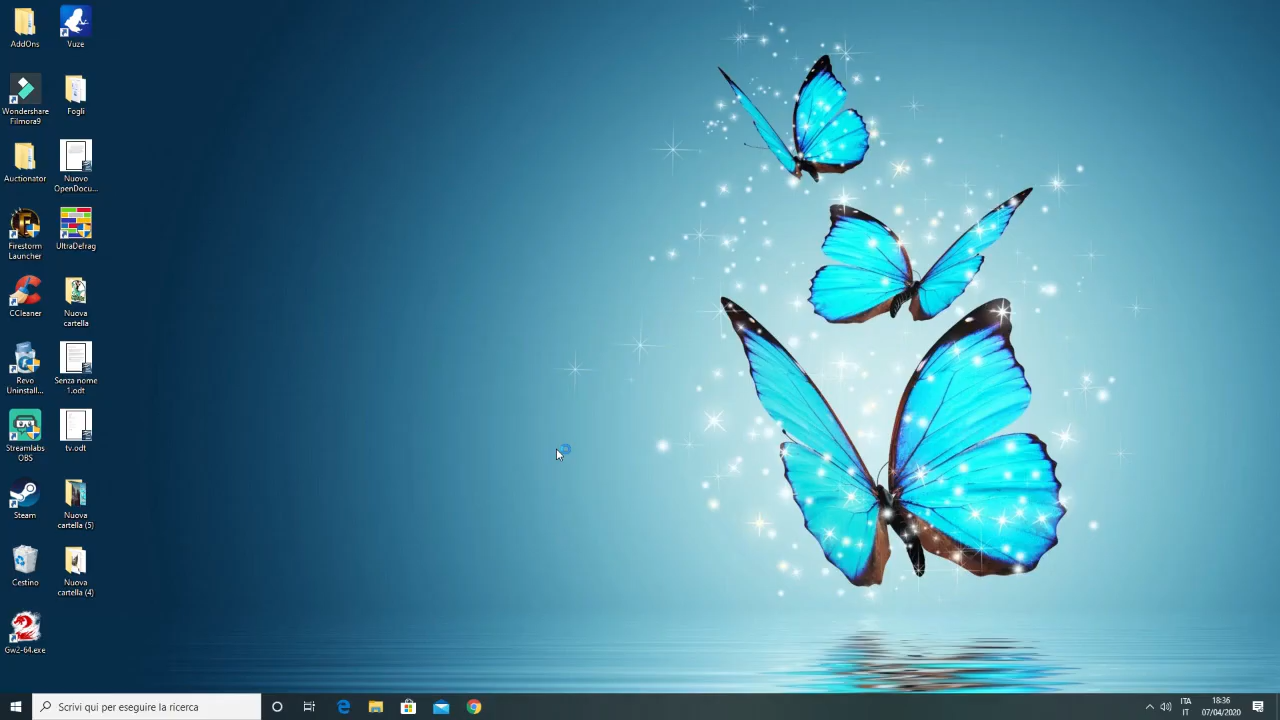 AddOns
Vuze
Wondershare
Filmora9
Fogli
Auctionator
Nuovo
OpenDocu...
Firestorm
Launcher
UltraDefrag
CCleaner
Nuova
cartella
Revo
Uninstall...
Senza nome
1.odt
Streamlabs
OBS
tv.odt
Steam
Nuova
cartella (5)
Cestino
Nuova
cartella (4)
Gw2-64.exe
Scrivi qui per eseguire la ricerca
ITA
IT
18:36
07/04/2020